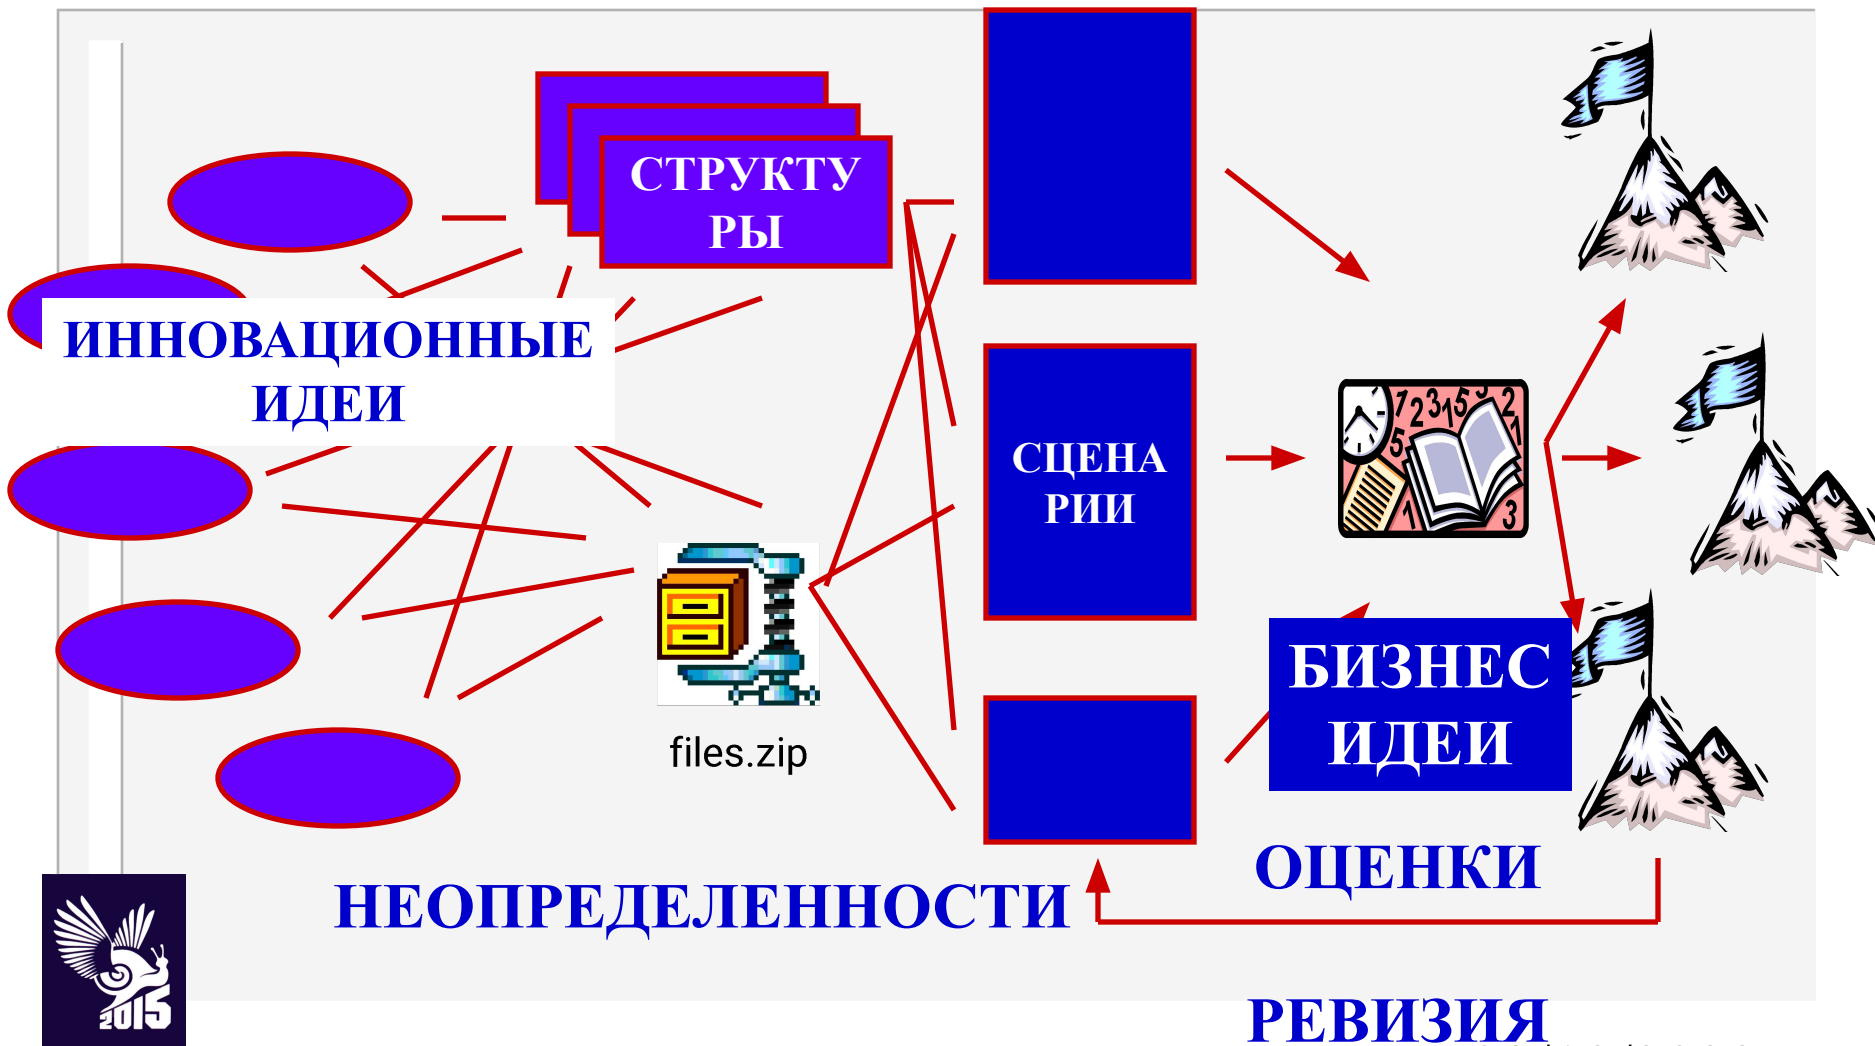 СТРУКТУ
РЫ
ИННОВАЦИОННЫЕ
ИДЕИ
СЦЕНА
РИИ
files.zip
БИЗНЕС
ИДЕИ
ОЦЕНКИ
НЕОПРЕДЕЛЕННОСТИ
РЕВИЗИЯ
2015